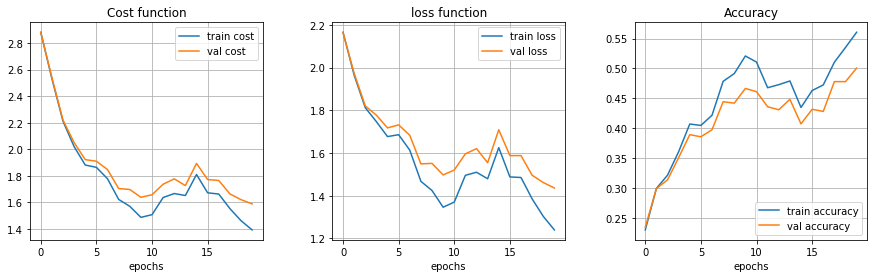 Cost function
2.8
2.6
2.4
2.2
2.0
1.8
1.6
1.4
0
5
10
15
epochs
train cost
val cost
loss function
2.2
2.0
1.8
1.6
1.4
1.2
0
5
10
15
epochs
train loss
val loss
Accuracy
0.55
0.50
0.45
0.40
0.35
0.30
0.25
0
5
10
15
epochs
train accuracy
val accuracy